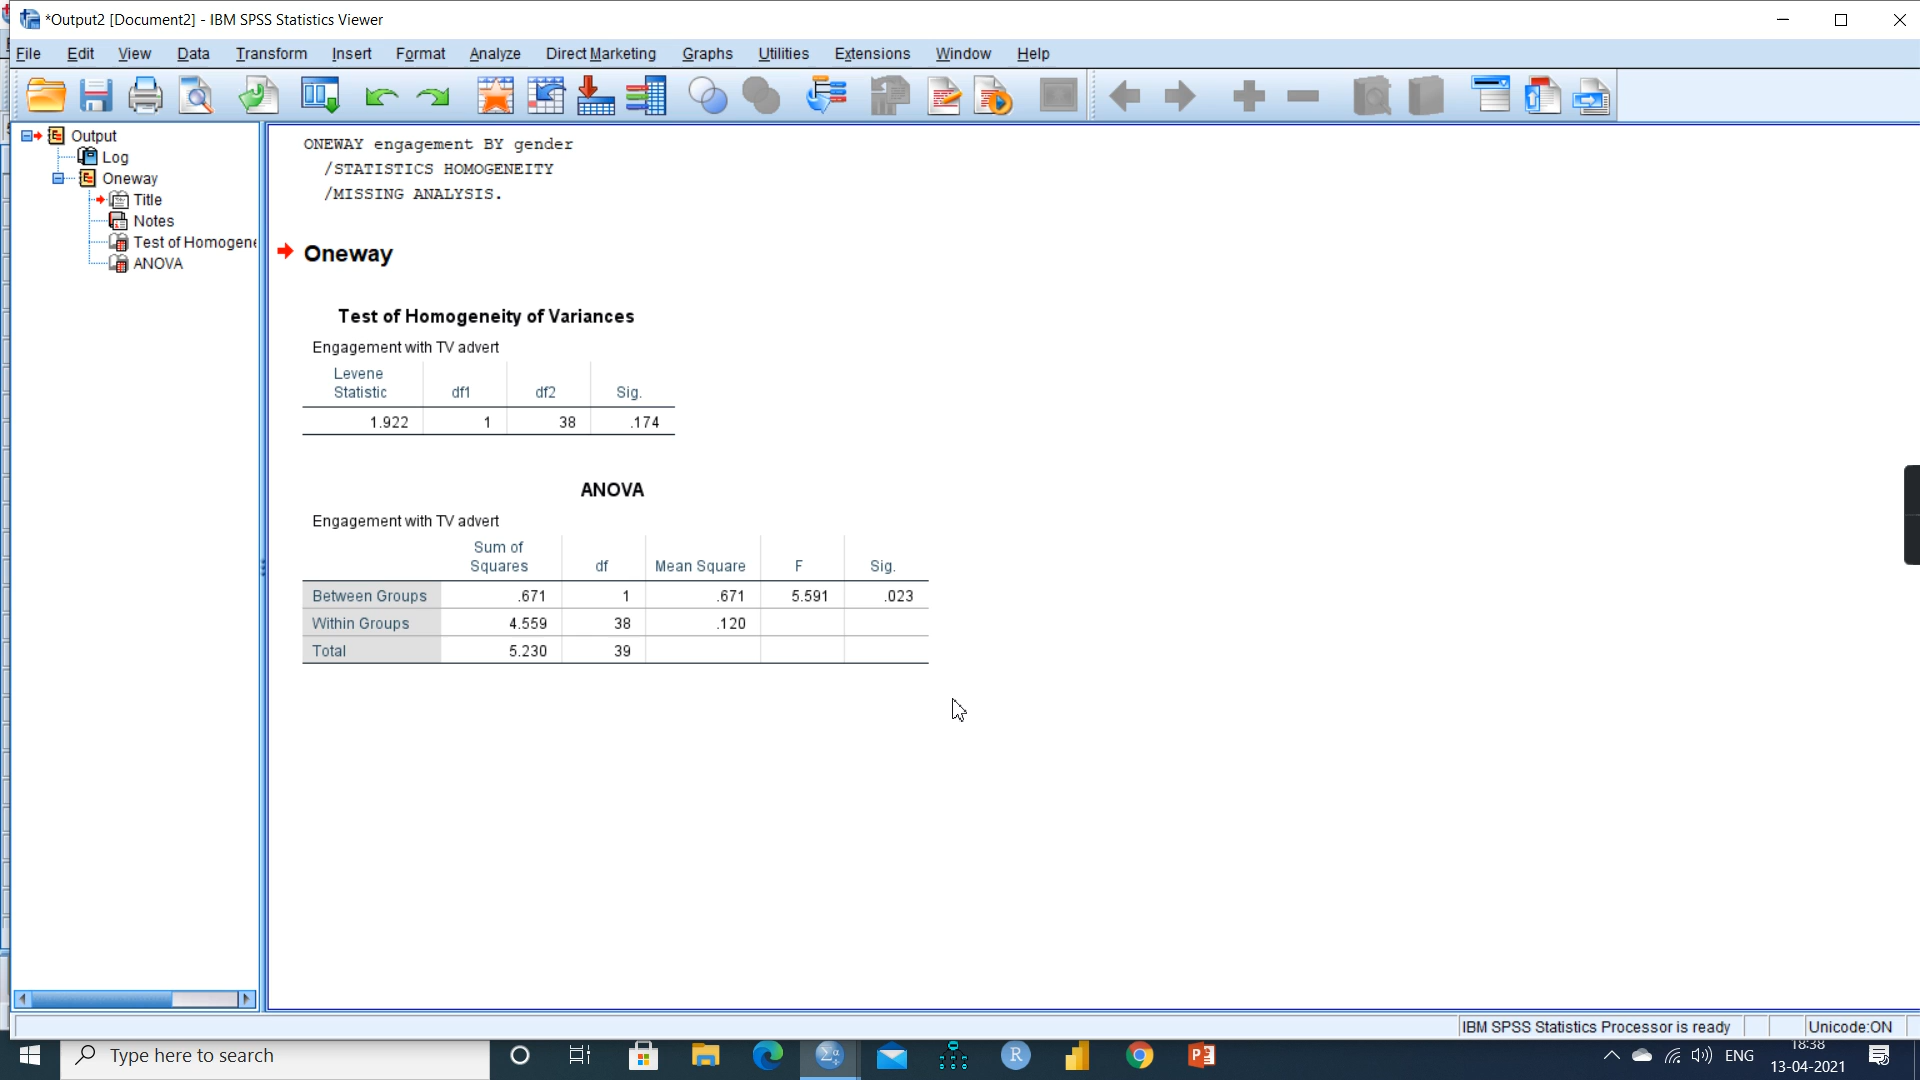 *Output2 [Document2] - IBM SPSS Statistics Viewer
File Edit View Data Transform Insert Format Analyze Direct Marketing Graphs Utilities Extensions Window Help
Output
Log
Oneway
Title
Notes
Test of Homogene
ANOVA
ONEWAY engagement BY gender
/STATISTICS HOMOGENEITY
/MISSING ANALYSIS.
Oneway
Test of Homogeneity of Variances
Engagement with TV advert
Levene Statistic df1 df2 Sig.
1.922 1 38 .174
ANOVA
Engagement with TV advert
Sum of Squares df Mean Square F Sig.
Between Groups .671 1 .671 5.591 .023
Within Groups 4.559 38 .120
Total 5.230 39
IBM SPSS Statistics Processor is ready Unicode:ON
Type here to search
ENG
18:38
13-04-2021